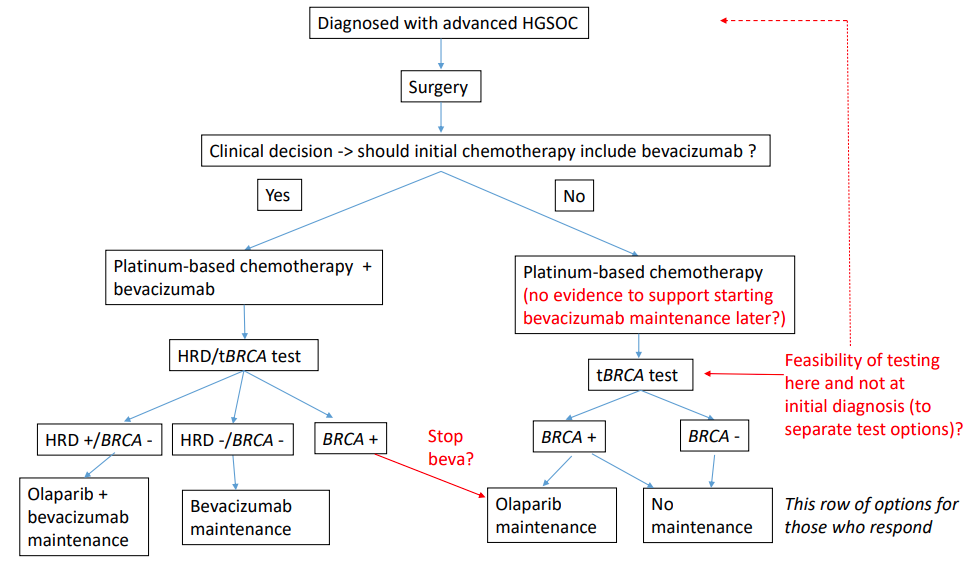 Diagnosed with advanced HGSOC
Surgery
Clinical decision -> should initial chemotherapy include bevacizumab ?
Yes
No
Platinum-based chemotherapy +
bevacizumab
Platinum-based chemotherapy
(no evidence to support starting
bevacizumab maintenance later?)
HRD/tBRCA test
tBRCA test
Feasibility of testing
here and not at
initial diagnosis (to
separate test options)?
HRD +/BRCA -
HRD -/BRCA -
BRCA +
Stop
beva?
BRCA +
BRCA -
Olaparib +
bevacizumab
maintenance
Bevacizumab
maintenance
Olaparib
maintenance
No
maintenance
This row of options for
those who respond